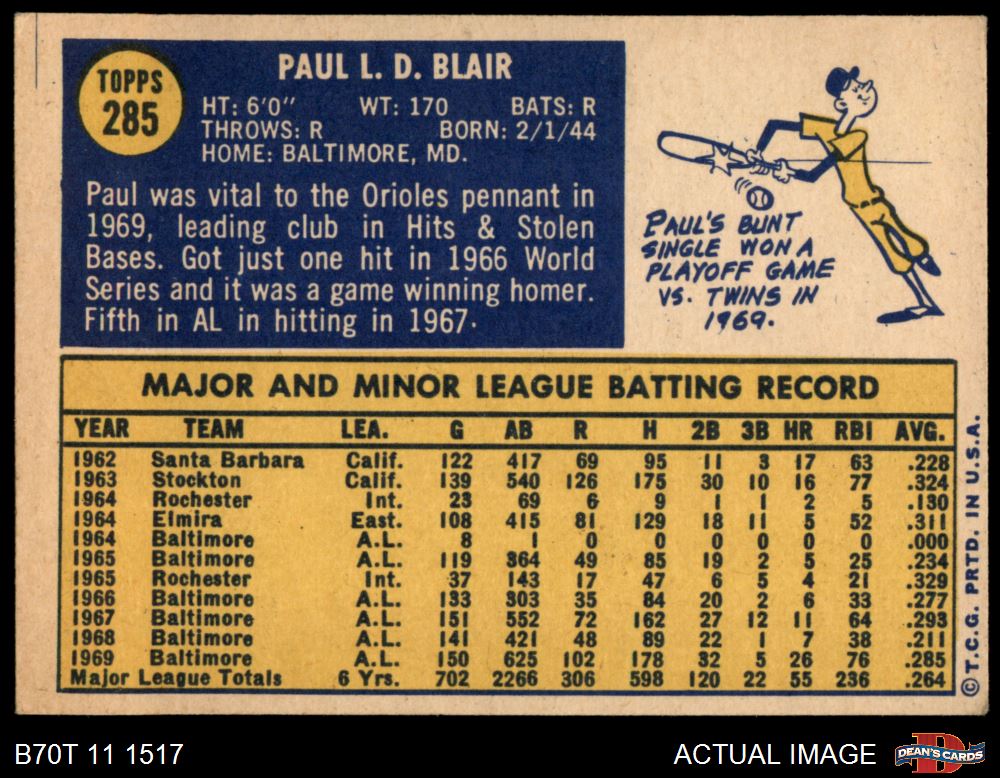 TOPPS
285
PAUL L. D. BLAIR
HT: 6'0" WT: 170 BATS: R
THROWS: R BORN: 2/1/44
HOME: BALTIMORE, MD.
Paul was vital to the Orioles pennant in
1969, leading club in Hits & Stolen
Bases. Got just one hit in 1966 World
Series and it was a game winning homer.
Fifth in AL in hitting in 1967.
PAUL'S BUNT
SINGLE WON A
PLAYOFF GAME
VS. TWINS IN
1969.
MAJOR AND MINOR LEAGUE BATTING RECORD
YEAR TEAM LEA. G AB R H 2B 3B HR RBI AVG.
1962 Santa Barbara Calif. 122 417 69 95 11 3 17 63 .228
1963 Stockton Calif. 139 540 126 175 30 10 16 77 .324
1964 Rochester Int. 23 69 6 9 1 1 2 5 .130
1964 Elmira East. 108 415 81 129 18 11 5 52 .311
1964 Baltimore A.L. 8 1 0 0 0 0 0 0 .000
1965 Baltimore A.L. 119 364 49 85 19 2 5 25 .234
1965 Rochester Int. 37 143 17 47 6 5 4 21 .329
1966 Baltimore A.L. 133 303 35 84 20 2 6 33 .277
1967 Baltimore A.L. 151 552 72 162 27 12 11 64 .293
1968 Baltimore A.L. 141 421 48 89 22 1 7 38 .211
1969 Baltimore A.L. 150 625 102 178 32 5 26 76 .285
Major League Totals 6 Yrs. 702 2266 306 598 120 22 55 236 .264
© T.C.G. PRTD. IN U.S.A.
B70T 11 1517
ACTUAL IMAGE
DEAN'S CARDS